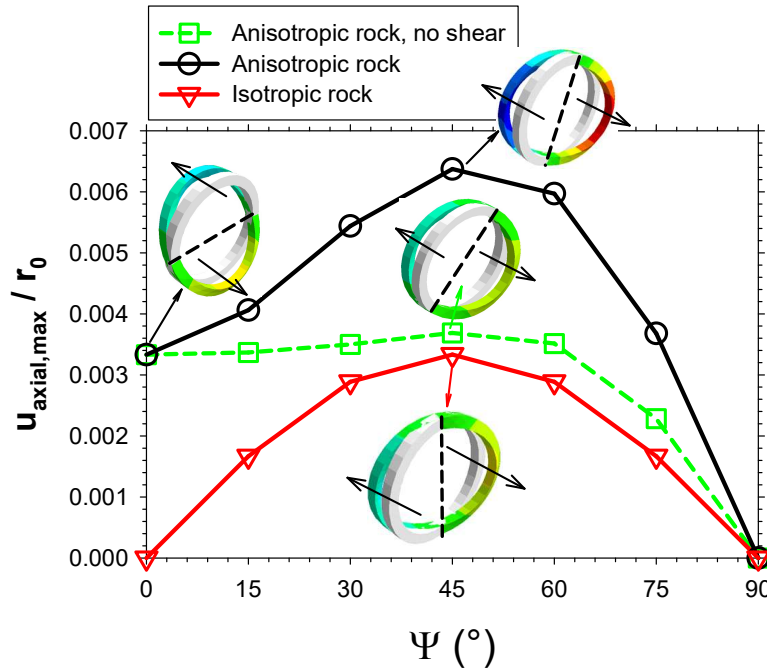 Anisotropic rock, no shear
Anisotropic rock
Isotropic rock
u_axial,max / r_0
0.007
0.006
0.005
0.004
0.003
0.002
0.001
0.000
0 15 30 45 60 75 90
Ψ (°)